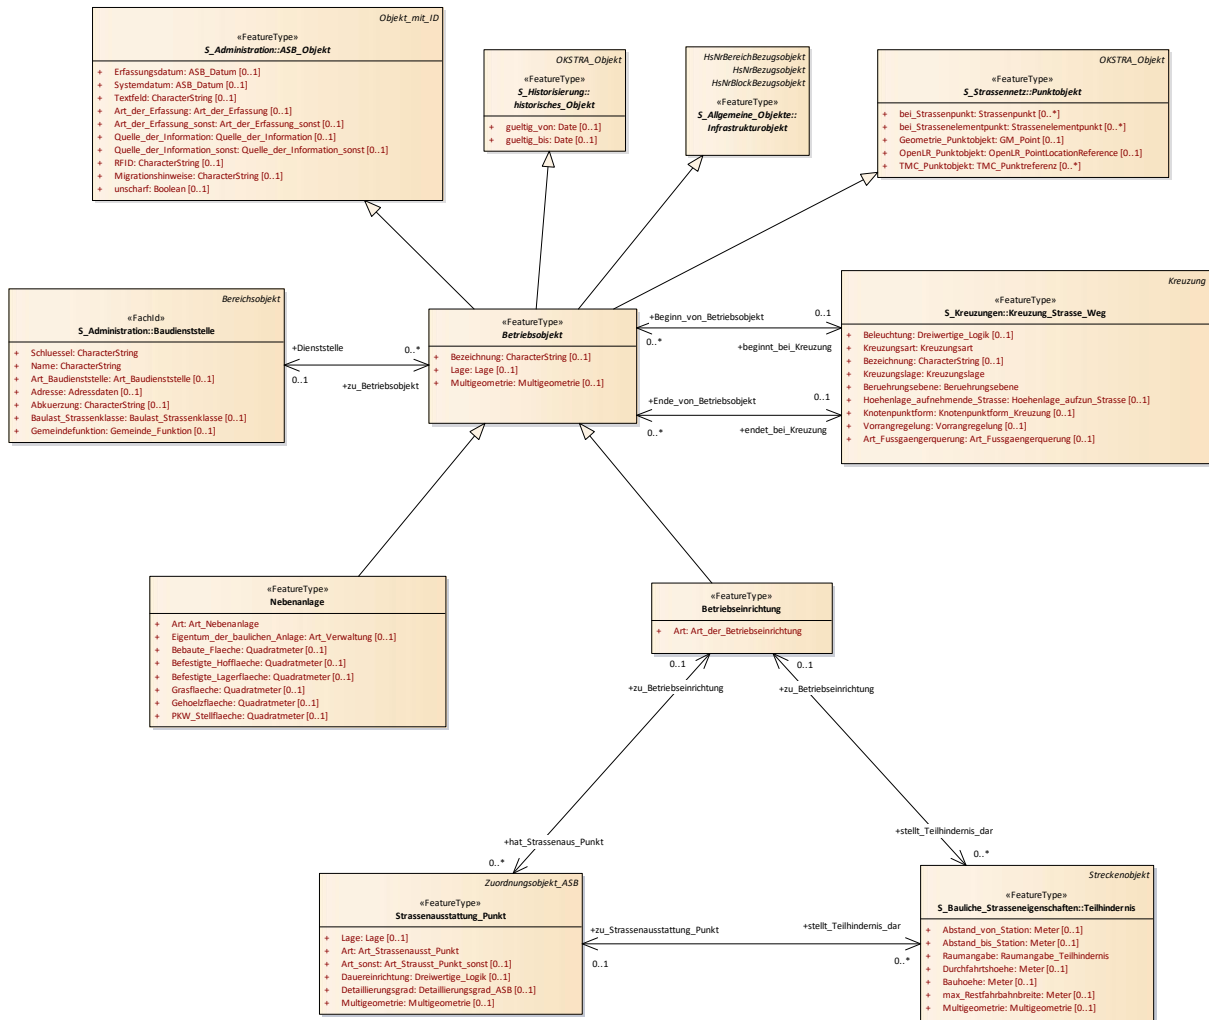 Objekt_mit_ID
«FeatureType»
S_Administration::ASB_Objekt
+ Erfassungsdatum: ASB_Datum [0..1]
+ Systemdatum: ASB_Datum [0..1]
+ Textfeld: CharacterString [0..1]
+ Art_der_Erfassung: Art_der_Erfassung [0..1]
+ Art_der_Erfassung_sonst: Art_der_Erfassung_sonst [0..1]
+ Quelle_der_Information: Quelle_der_Information [0..1]
+ Quelle_der_Information_sonst: Quelle_der_Information_sonst [0..1]
+ RFID: CharacterString [0..1]
+ Migrationshinweise: CharacterString [0..1]
+ unscharf: Boolean [0..1]
OKSTRA_Objekt
«FeatureType»
S_Historisierung::
historisches_Objekt
+ gueltig_von: Date [0..1]
+ gueltig_bis: Date [0..1]
HsNrBereichBezugsobjekt
HsNrBezugsobjekt
HsNrBlockBezugsobjekt
«FeatureType»
S_Allgemeine_Objekte::
Infrastrukturobjekt
OKSTRA_Objekt
«FeatureType»
S_Strassennetz::Punktobjekt
+ bei_Strassenpunkt: Strassenpunkt [0..*]
+ bei_Strassenelementpunkt: Strassenelementpunkt [0..*]
+ Geometrie_Punktobjekt: GM_Point [0..1]
+ OpenLR_Punktobjekt: OpenLR_PointLocationReference [0..1]
+ TMC_Punktobjekt: TMC_Punktreferenz [0..*]
Bereichsobjekt
«FachId»
S_Administration::Baudienststelle
+ Schluessel: CharacterString
+ Name: CharacterString
+ Art_Baudienststelle: Art_Baudienststelle [0..1]
+ Adresse: Adressdaten [0..1]
+ Abkuerzung: CharacterString [0..1]
+ Baulast_Strassenklasse: Baulast_Strassenklasse [0..1]
+ Gemeindefunktion: Gemeinde_Funktion [0..1]
+Dienststelle
0..*
0..1
+zu_Betriebsobjekt
«FeatureType»
Betriebsobjekt
+ Bezeichnung: CharacterString [0..1]
+ Lage: Lage [0..1]
+ Multigeometrie: Multigeometrie [0..1]
+Beginn_von_Betriebsobjekt
0..1
0..*
+beginnt_bei_Kreuzung
+Ende_von_Betriebsobjekt
0..1
0..*
+endet_bei_Kreuzung
Kreuzung
«FeatureType»
S_Kreuzungen::Kreuzung_Strasse_Weg
+ Beleuchtung: Dreiwertige_Logik [0..1]
+ Kreuzungsart: Kreuzungsart
+ Bezeichnung: CharacterString [0..1]
+ Kreuzungslage: Kreuzungslage
+ Beruehrungsebene: Beruehrungsebene
+ Hoehenlage_aufnehmende_Strasse: Hoehenlage_aufzun_Strasse [0..1]
+ Knotenpunktform: Knotenpunktform_Kreuzung [0..1]
+ Vorrangregelung: Vorrangregelung [0..1]
+ Art_Fussgaengerquerung: Art_Fussgaengerquerung [0..1]
«FeatureType»
Nebenanlage
+ Art: Art_Nebenanlage
+ Eigentum_der_baulichen_Anlage: Art_Verwaltung [0..1]
+ Bebaute_Flaeche: Quadratmeter [0..1]
+ Befestigte_Hofflaeche: Quadratmeter [0..1]
+ Befestigte_Lagerflaeche: Quadratmeter [0..1]
+ Grasflaeche: Quadratmeter [0..1]
+ Gehoelzflaeche: Quadratmeter [0..1]
+ PKW_Stellflaeche: Quadratmeter [0..1]
«FeatureType»
Betriebseinrichtung
+ Art: Art_der_Betriebseinrichtung
0..1
+zu_Betriebseinrichtung
0..1
+zu_Betriebseinrichtung
+hat_Strassenaus_Punkt
0..*
+stellt_Teilhindernis_dar
0..*
Zuordnungsobjekt_ASB
«FeatureType»
Strassenausstattung_Punkt
+ Lage: Lage [0..1]
+ Art: Art_Strassenausst_Punkt
+ Art_sonst: Art_Strausst_Punkt_sonst [0..1]
+ Dauereinrichtung: Dreiwertige_Logik [0..1]
+ Detaillierungsgrad: Detaillierungsgrad_ASB [0..1]
+ Multigeometrie: Multigeometrie [0..1]
+zu_Strassenausstattung_Punkt
0..1
+stellt_Teilhindernis_dar
0..*
Streckenobjekt
«FeatureType»
S_Bauliche_Strasseneigenschaften::Teilhindernis
+ Abstand_von_Station: Meter [0..1]
+ Abstand_bis_Station: Meter [0..1]
+ Raumangabe: Raumangabe_Teilhindernis
+ Durchfahrtshoehe: Meter [0..1]
+ Bauhoehe: Meter [0..1]
+ max_Restfahrbahnbreite: Meter [0..1]
+ Multigeometrie: Multigeometrie [0..1]